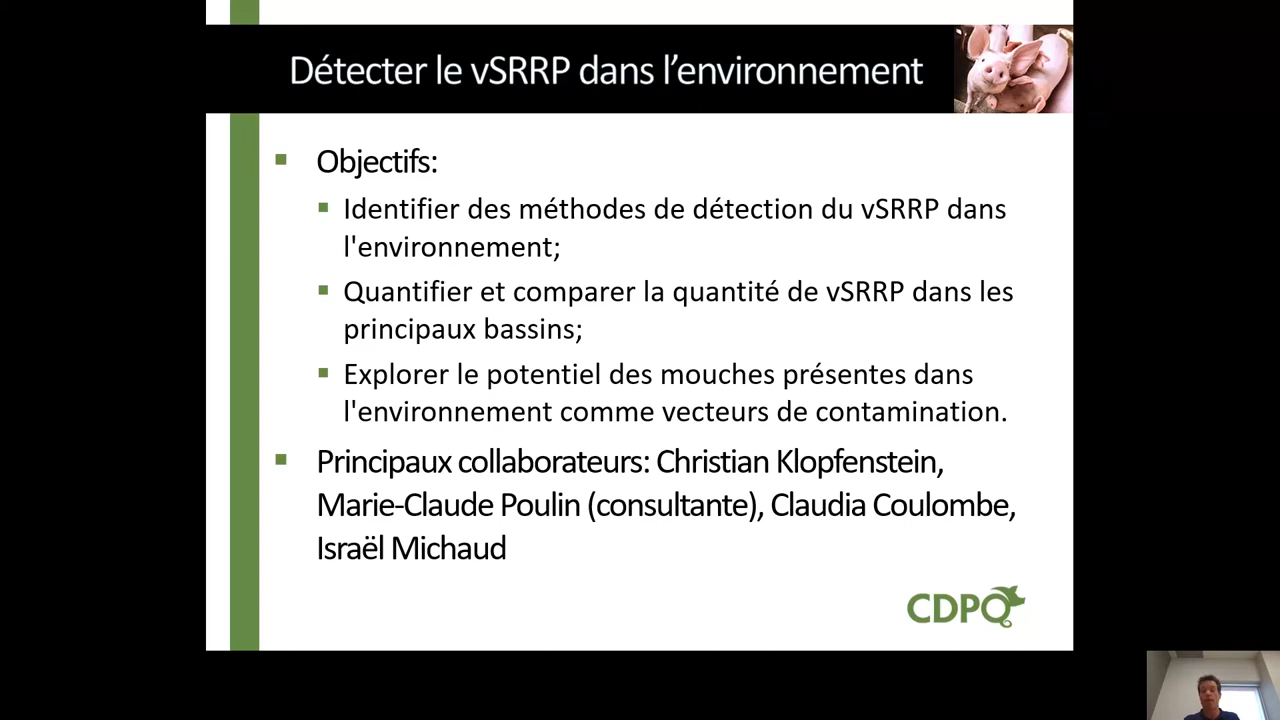 Détecter le vSRRP dans l’environnement
Objectifs:
Identifier des méthodes de détection du vSRRP dans
l'environnement;
Quantifier et comparer la quantité de vSRRP dans les
principaux bassins;
Explorer le potentiel des mouches présentes dans
l'environnement comme vecteurs de contamination.
Principaux collaborateurs: Christian Klopfenstein,
Marie-Claude Poulin (consultante), Claudia Coulombe,
Israël Michaud
CDPQ